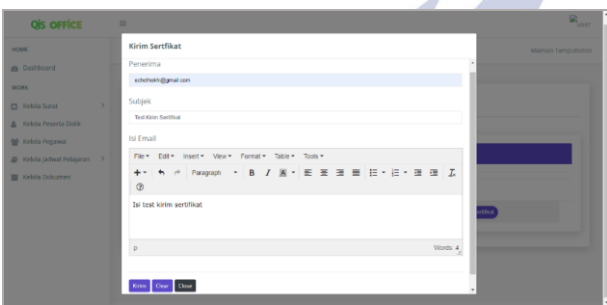 QIS OFFICE
HOME
Dashboard
WORK
Kelola Surat
Kelola Peserta Didik
Kelola Pegawai
Kelola Jadwal Pelajaran
Kelola Dokumen
Kirim Sertfikat
Penerima
Subjek
Test Kirim Sertifikat
Isi Email
File Edit Insert View Format Table Tools
Paragraph B I A
Isi test kirim sertifikat
p Words: 4
Kirim Clear Close